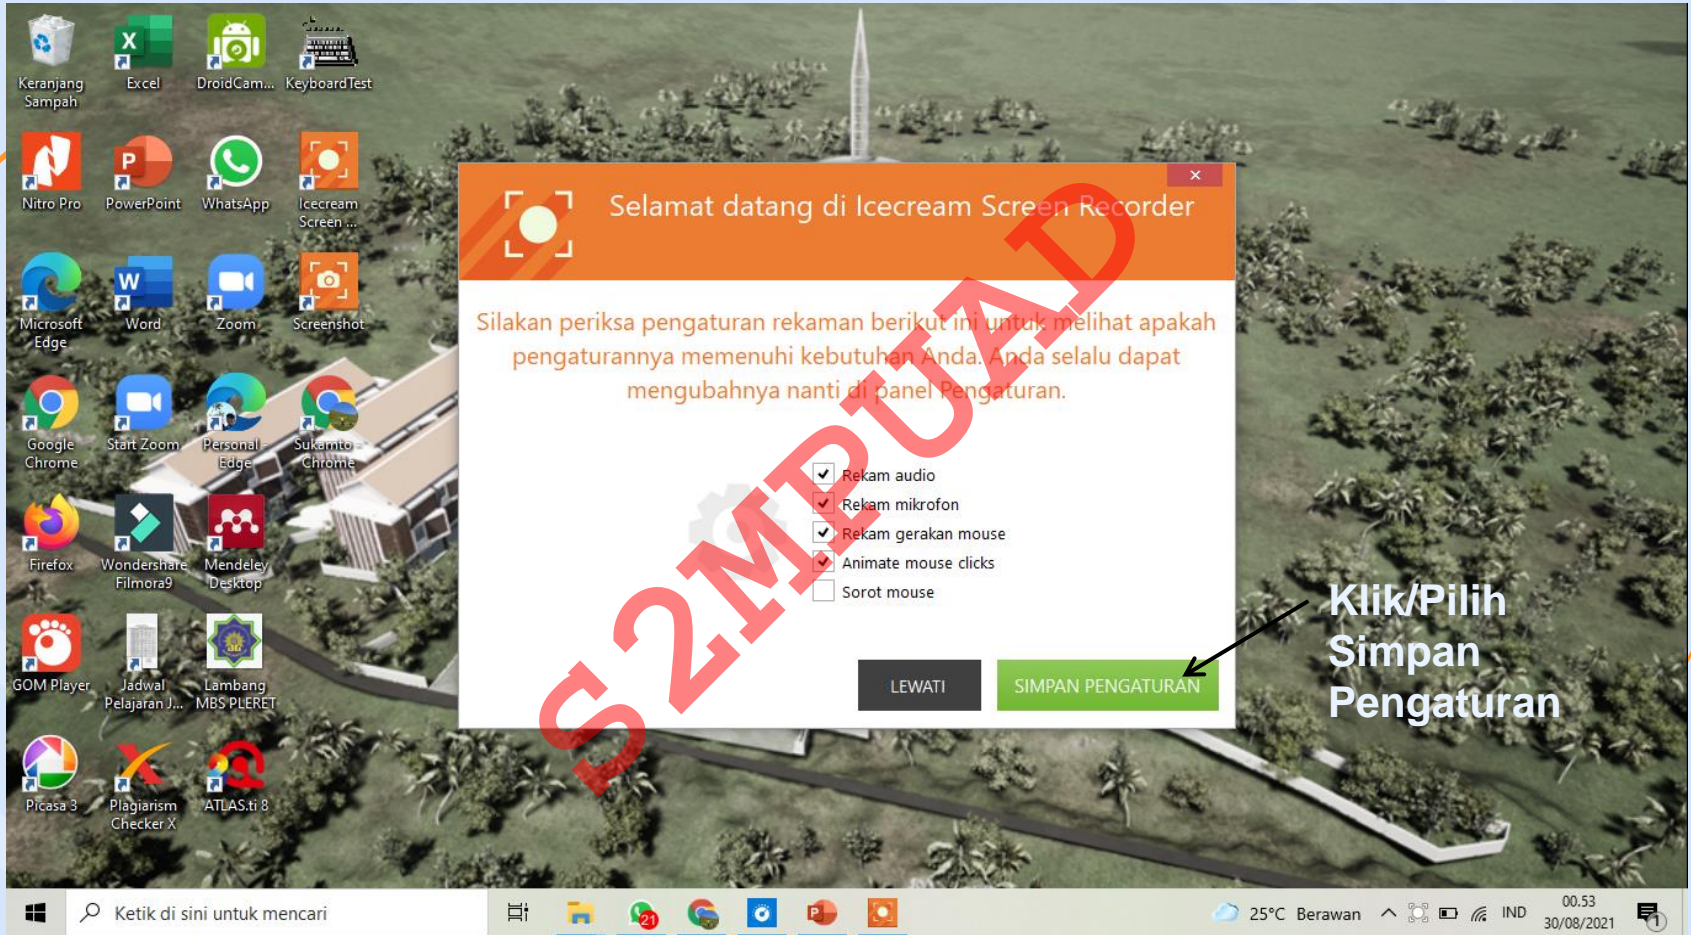 Keranjang
Sampah
Excel
DroidCam...
KeyboardTest
Nitro Pro
PowerPoint
WhatsApp
Icecream
Screen ...
Microsoft
Edge
Word
Zoom
Screenshot
Google
Chrome
Start Zoom
Personal -
Edge
Sukamto -
Chrome
Firefox
Wondershare
Filmora9
Mendeley
Desktop
GOM Player
Jadwal
Pelajaran J...
Lambang
MBS PLERET
Picasa 3
Plagiarism
Checker X
ATLAS.ti 8
Selamat datang di Icecream Screen Recorder
Silakan periksa pengaturan rekaman berikut ini untuk melihat apakah
pengaturannya memenuhi kebutuhan Anda. Anda selalu dapat
mengubahnya nanti di panel Pengaturan.
Rekam audio
Rekam mikrofon
Rekam gerakan mouse
Animate mouse clicks
Sorot mouse
LEWATI
SIMPAN PENGATURAN
S2MPUAD
Klik/Pilih
Simpan
Pengaturan
Ketik di sini untuk mencari
21
25°C Berawan
IND
00.53
30/08/2021
1